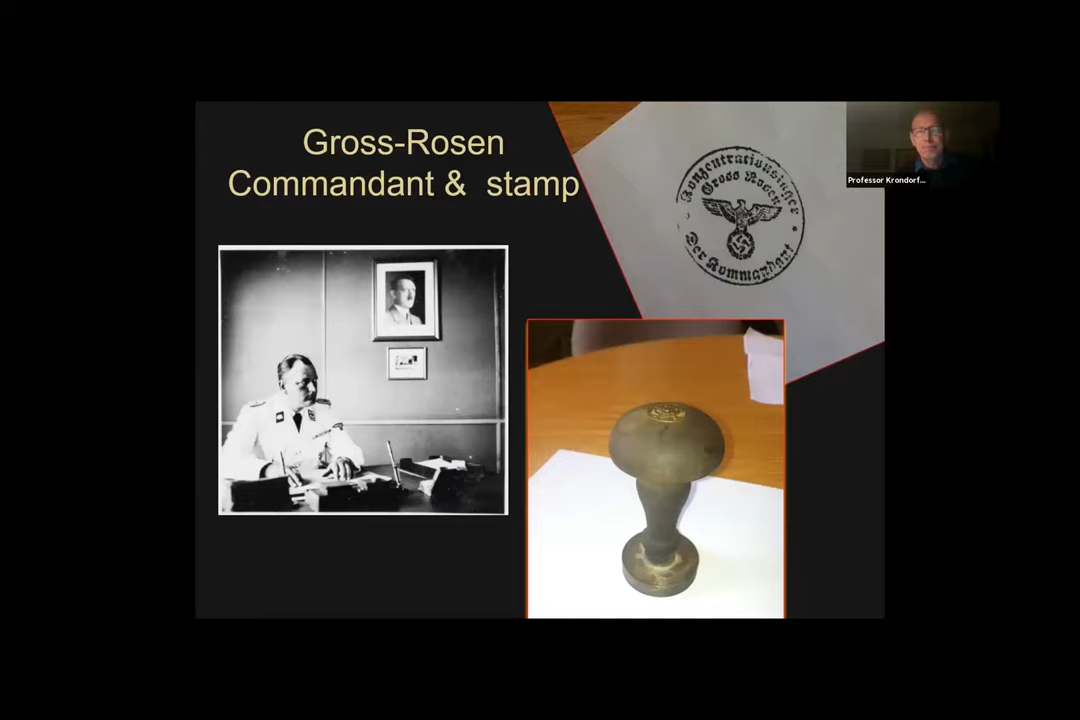 Gross-Rosen
Commandant & stamp
Konzentrationslager
Gross Rosen
Der Kommandant
Professor Krondorf...